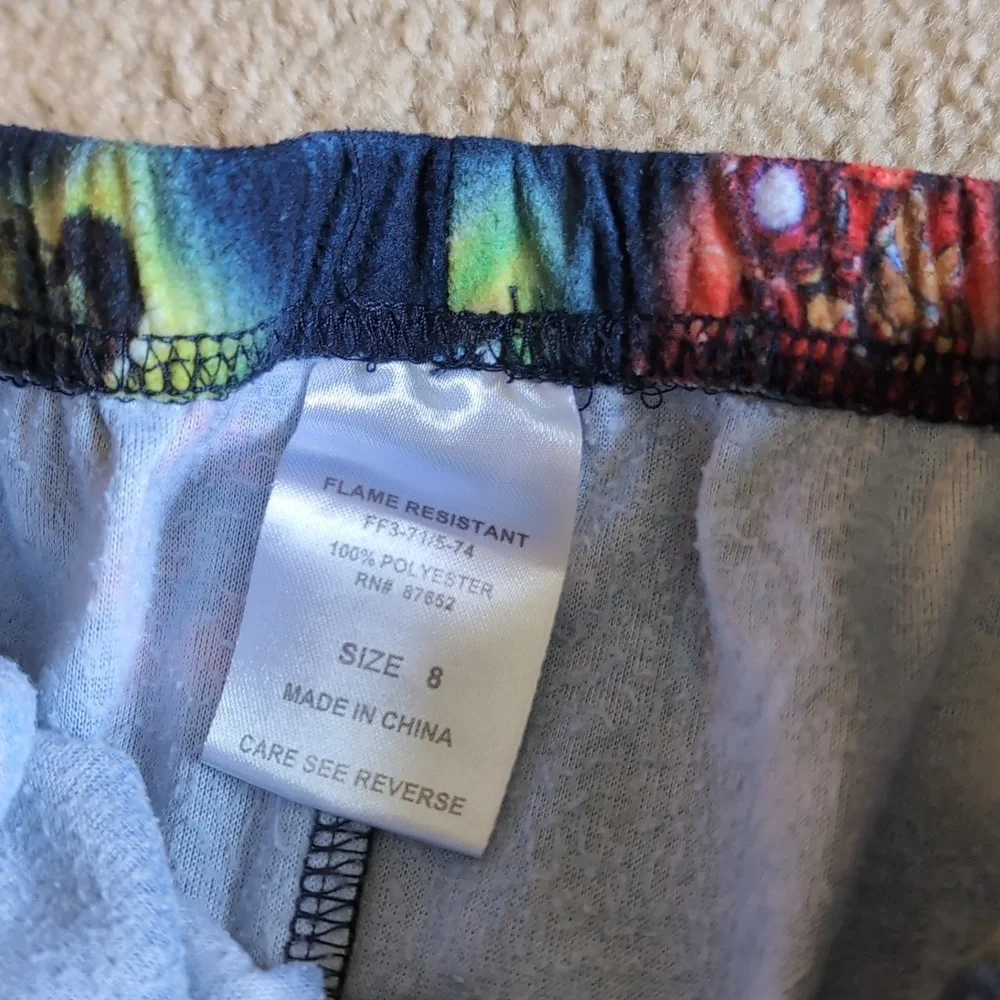 FLAME RESISTANT
FF3-71/5-74
100% POLYESTER
RN# 87652
SIZE 8
MADE IN CHINA
CARE SEE REVERSE